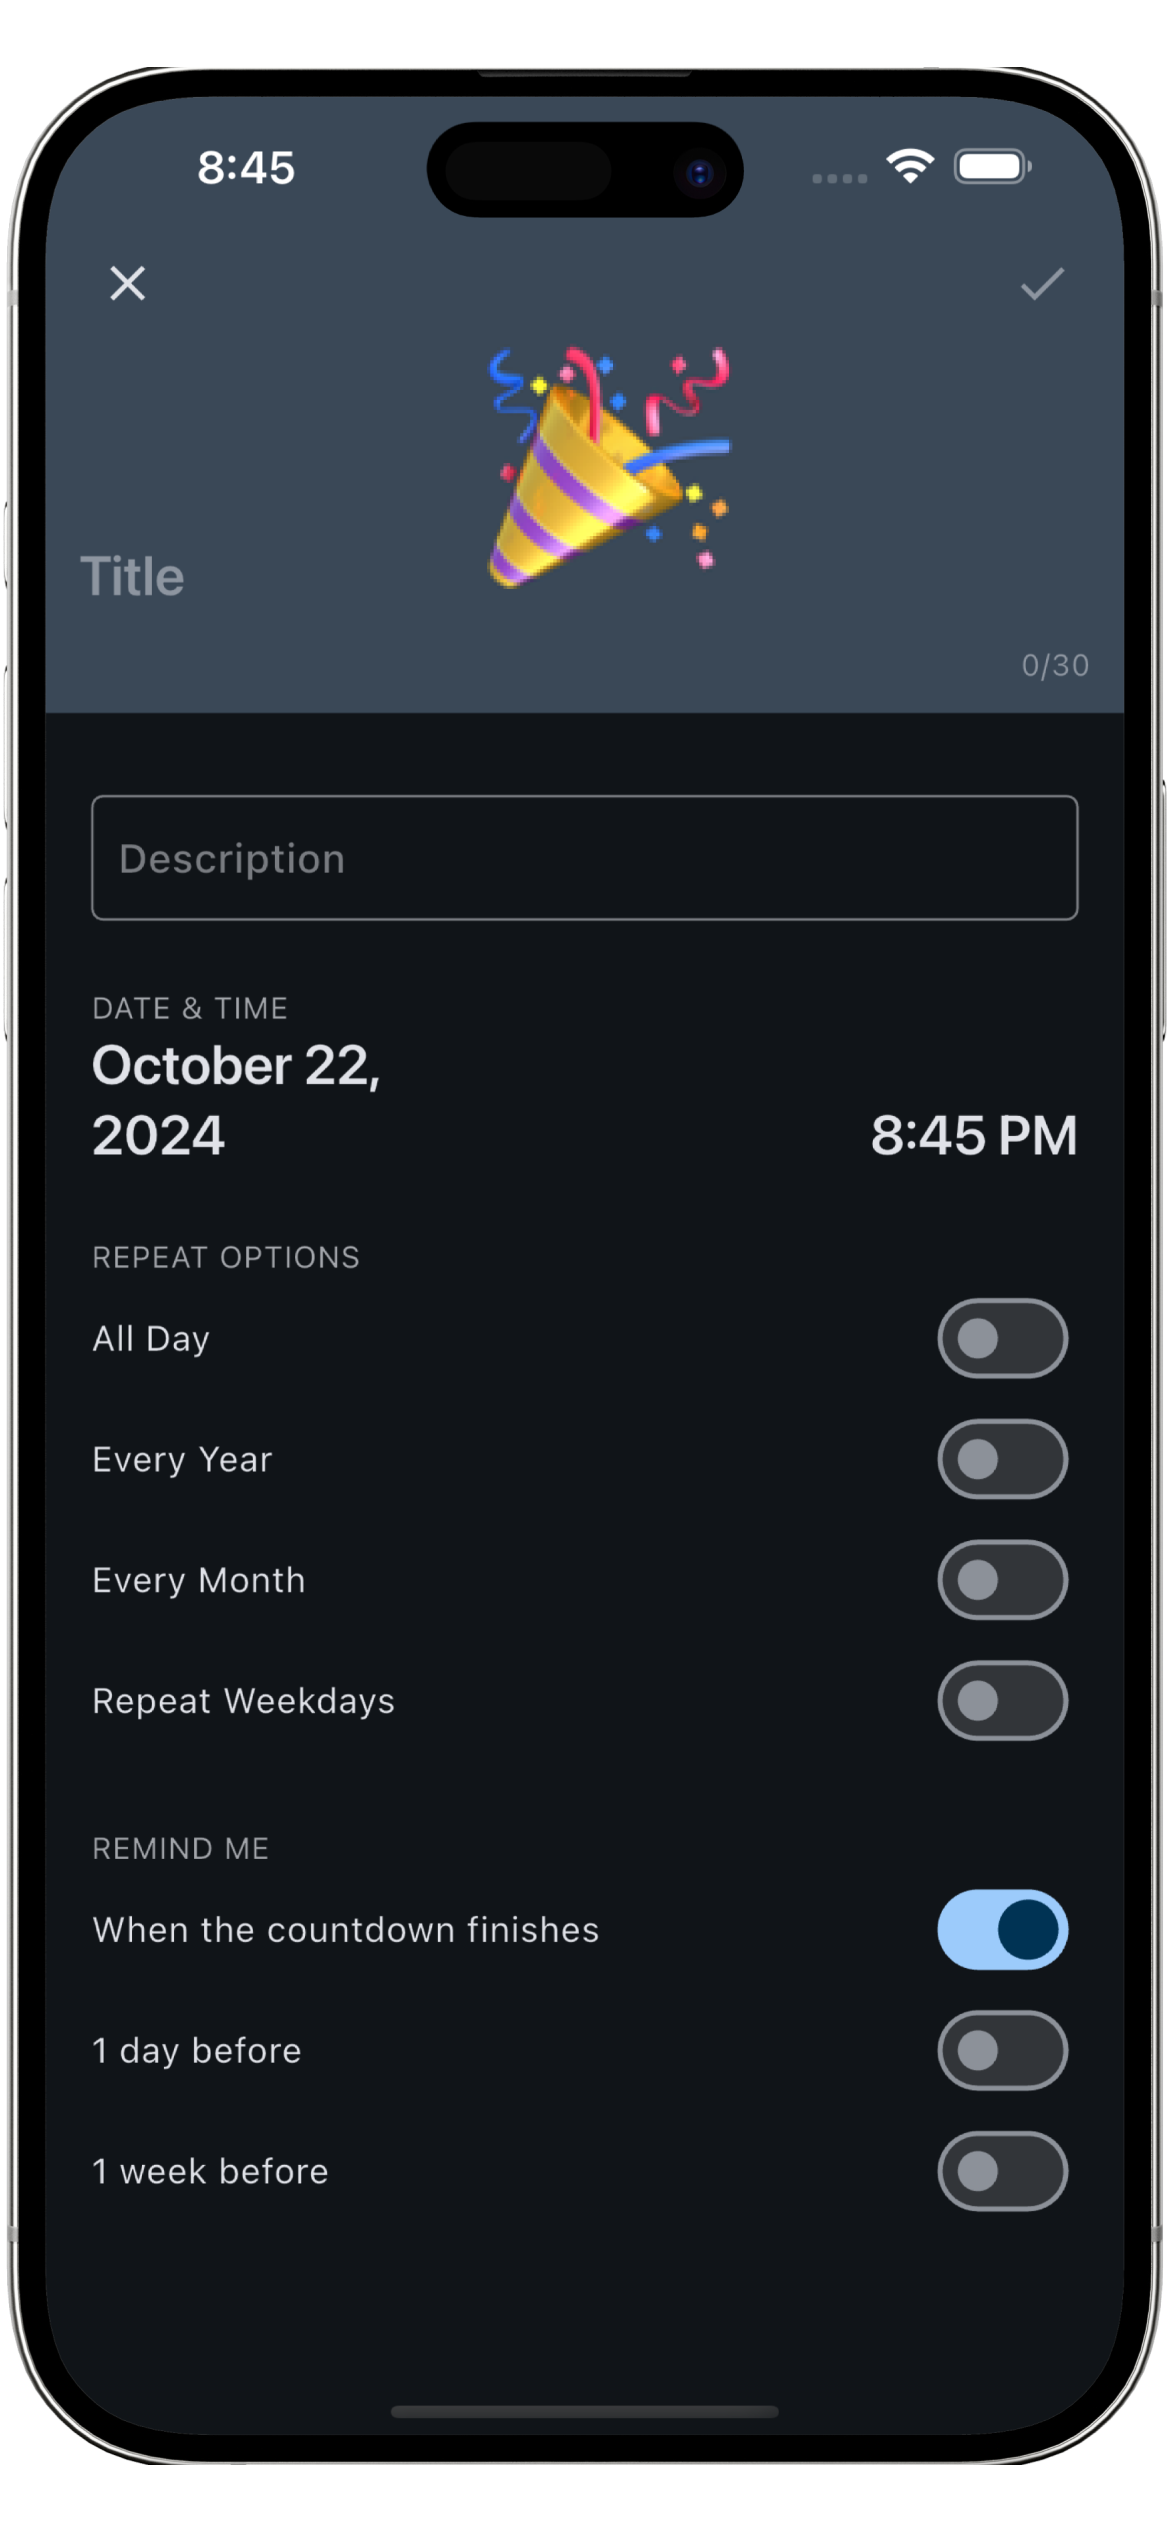 8:45
Title
0/30
Description
DATE & TIME
October 22,
2024
8:45 PM
REPEAT OPTIONS
All Day
Every Year
Every Month
Repeat Weekdays
REMIND ME
When the countdown finishes
1 day before
1 week before